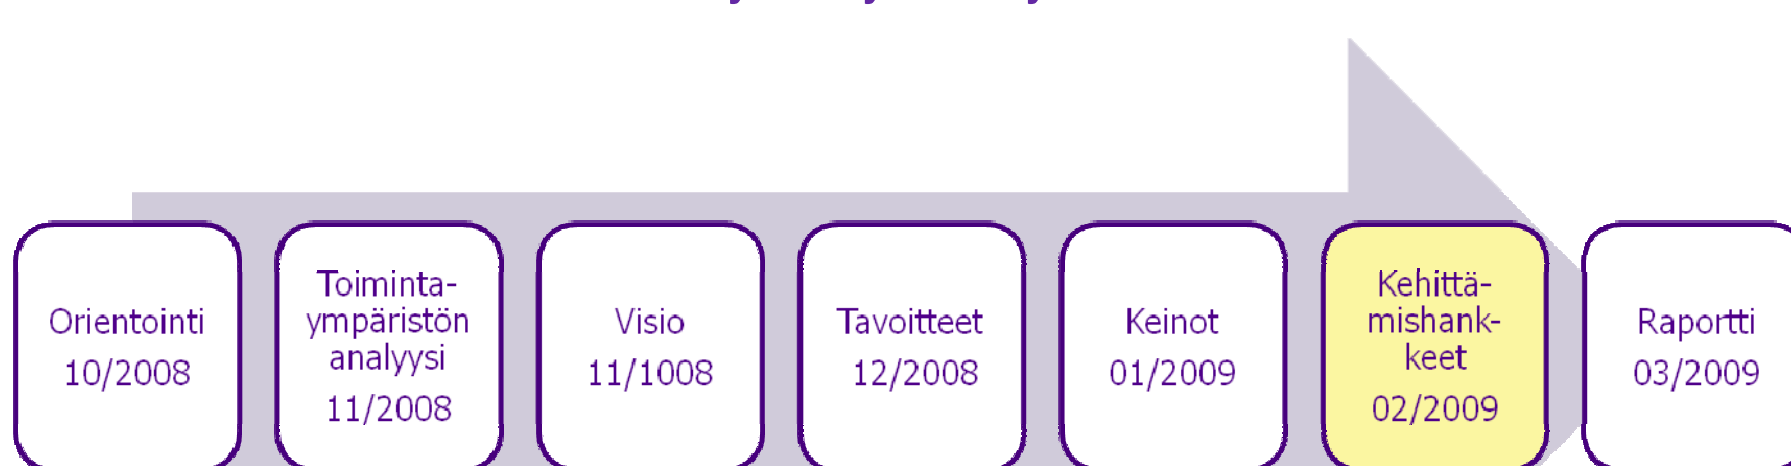 Orientointi
10/2008
Toiminta-
ympäristön
analyysi
11/2008
Visio
11/1008
Tavoitteet
12/2008
Keinot
01/2009
Kehittä-
mishank-
keet
02/2009
Raportti
03/2009